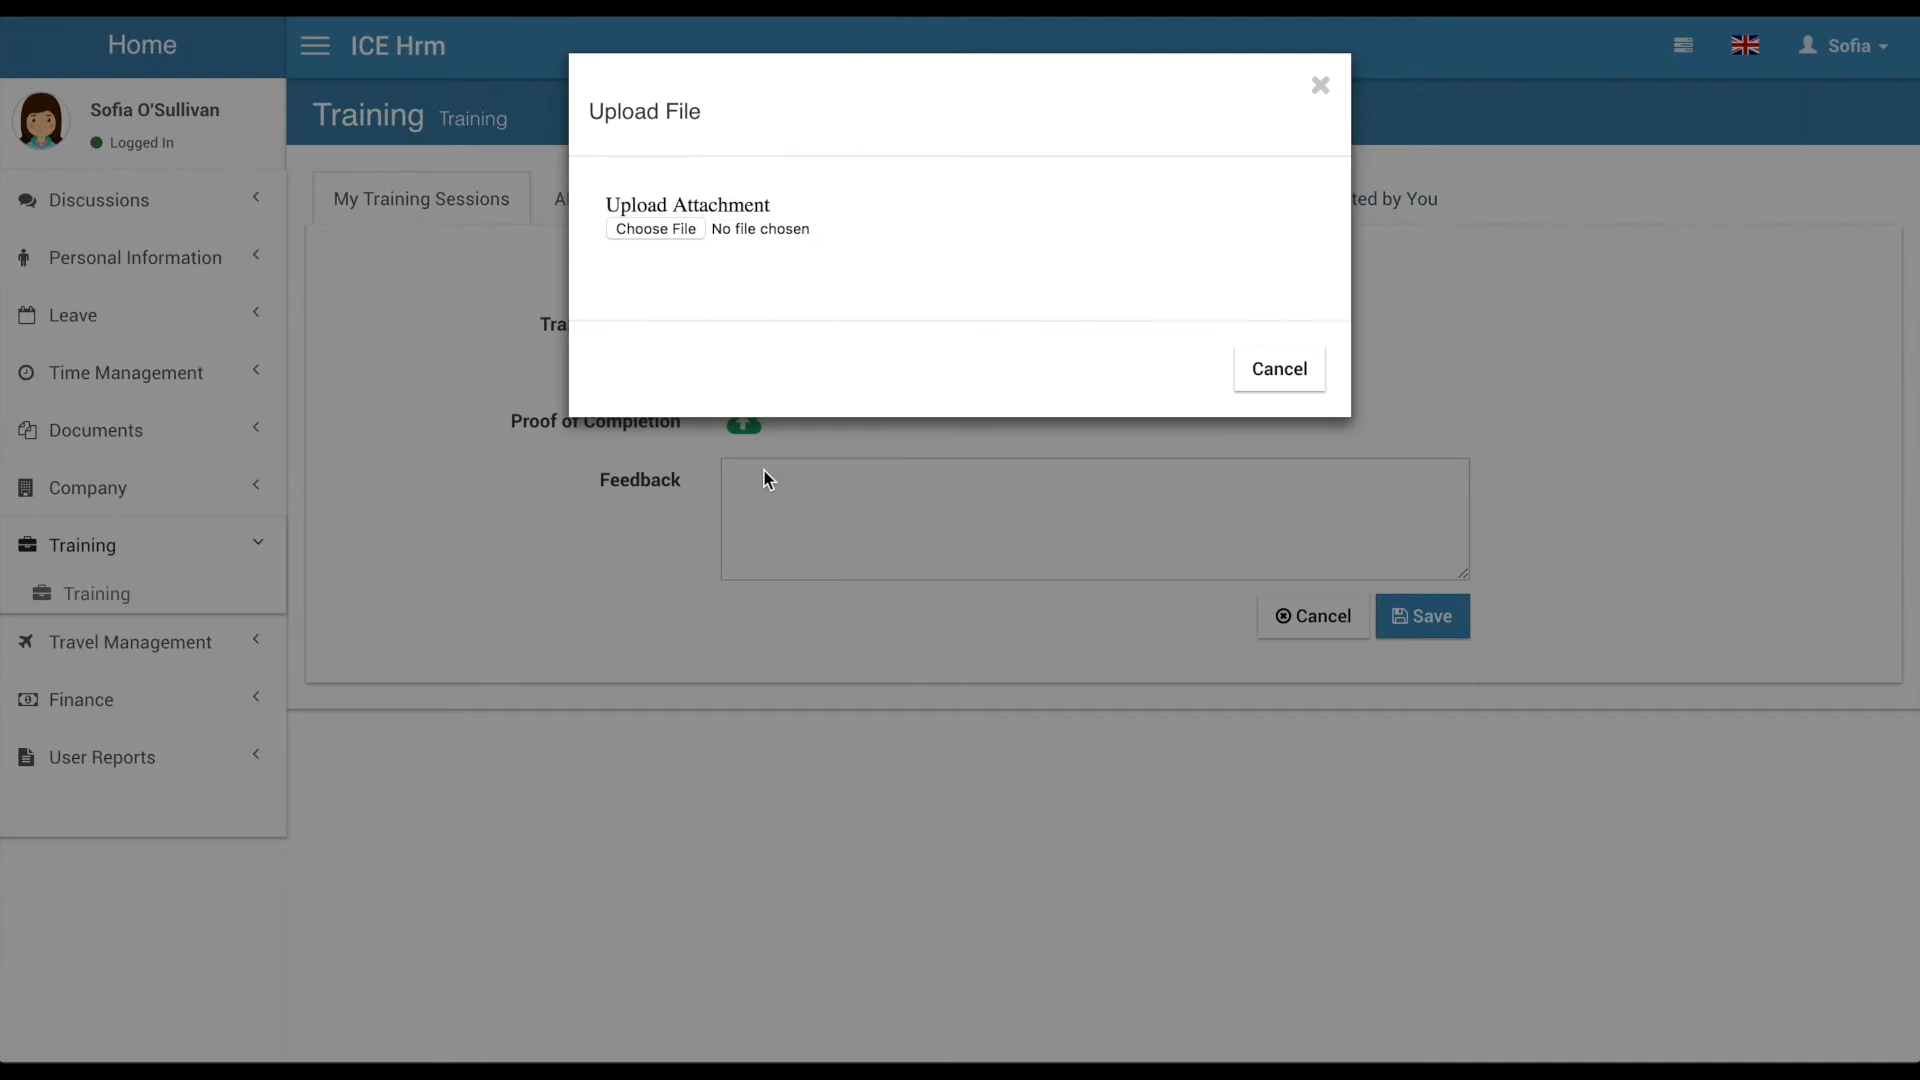 Home
ICE Hrm
Sofia
Sofia O'Sullivan
Logged In
Training Training
Upload File
Upload Attachment
Choose File No file chosen
Cancel
My Training Sessions
ted by You
Discussions
Personal Information
Leave
Time Management
Documents
Company
Training
Training
Travel Management
Finance
User Reports
Tra
Proof of Completion
Feedback
Cancel
Save